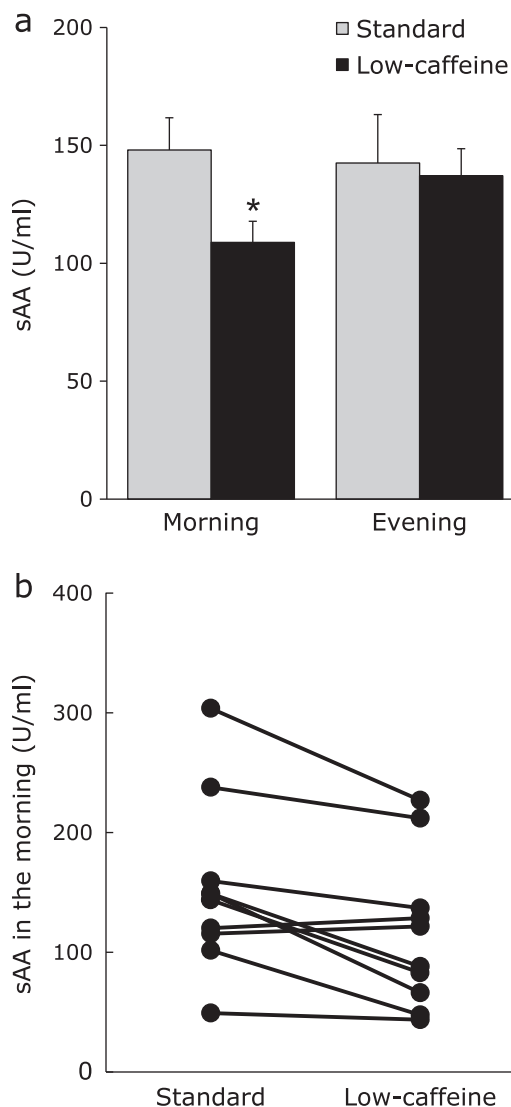 a
200
Standard
Low-caffeine
150
*
100
50
0
sAA (U/ml)
Morning Evening
b
400
300
200
100
0
sAA in the morning (U/ml)
Standard Low-caffeine